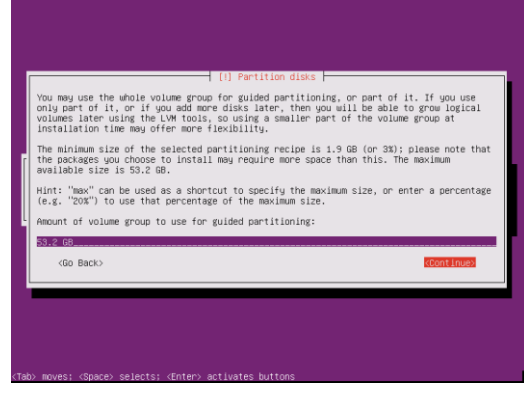 [!] Partition disks
You may use the whole volume group for guided partitioning, or part of it. If you use
only part of it, or if you add more disks later, then you will be able to grow logical
volumes later using the LVM tools, so using a smaller part of the volume group at
installation time may offer more flexibility.
The minimum size of the selected partitioning recipe is 1.9 GB (or 3%); please note that
the packages you choose to install may require more space than this. The maximum
available size is 53.2 GB.
Hint: "max" can be used as a shortcut to specify the maximum size, or enter a percentage
(e.g. "20%") to use that percentage of the maximum size.
Amount of volume group to use for guided partitioning:
53.2 GB
<Go Back> <Continue>
<Tab> moves; <Space> selects; <Enter> activates buttons